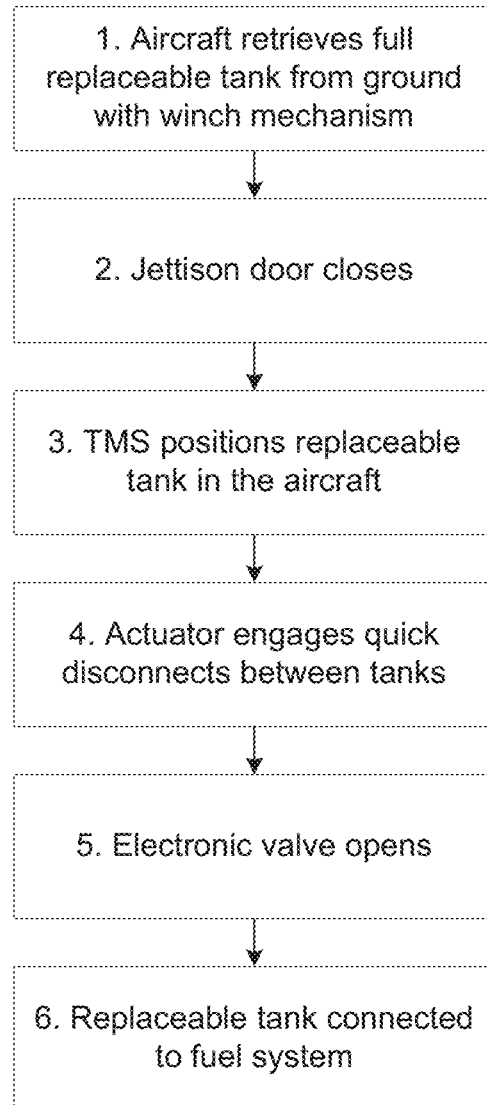 1. Aircraft retrieves full
replaceable tank from ground
with winch mechanism
2. Jettison door closes
3. TMS positions replaceable
tank in the aircraft
4. Actuator engages quick
disconnects between tanks
5. Electronic valve opens
6. Replaceable tank connected
to fuel system